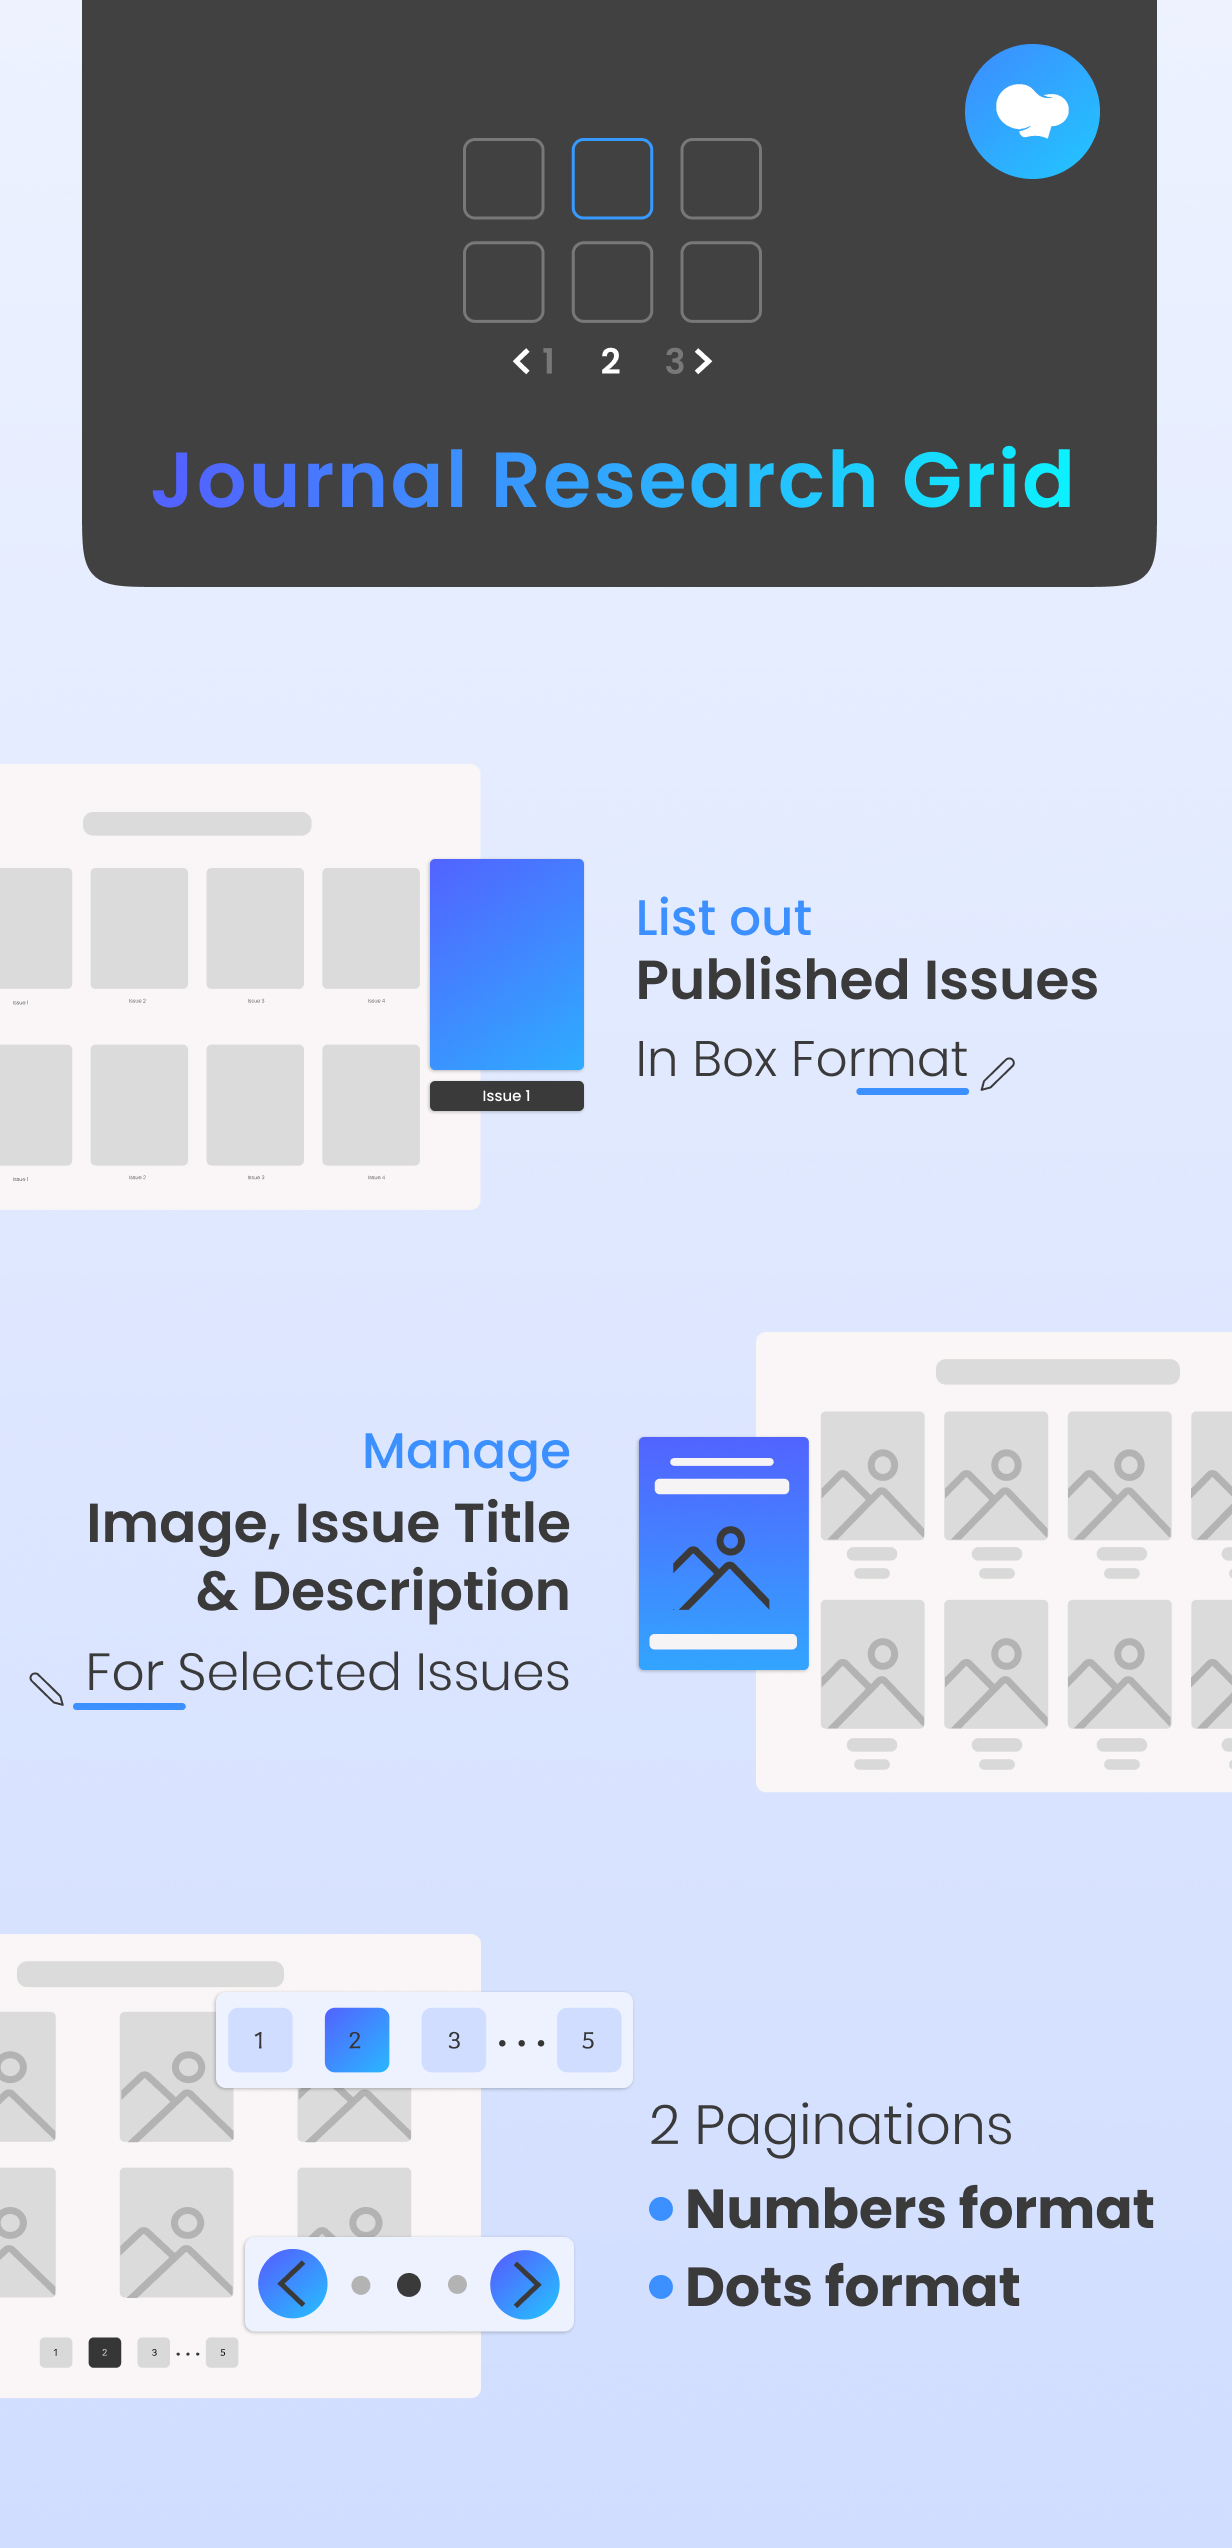 1 2 3
Journal Research Grid
List out
Published Issues
In Box Format
Issue 1
Issue 1 Issue 2 Issue 3 Issue 4
Issue 1 Issue 2 Issue 3 Issue 4
Manage
Image, Issue Title
& Description
For Selected Issues
1 2 3 ... 5
2 Paginations
Numbers format
Dots format
1 2 3 ... 5